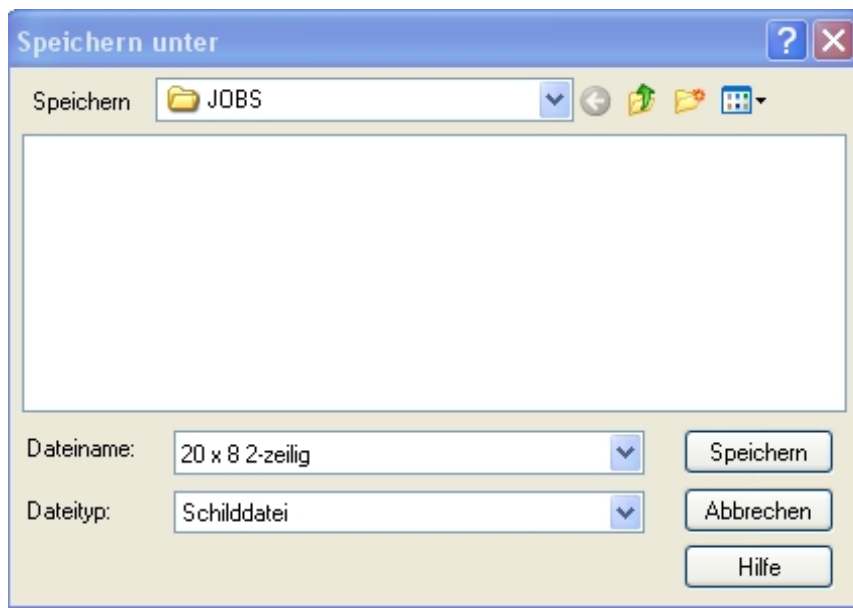 Speichern unter
Speichern JOBS
Dateiname: 20 x 8 2-zeilig Speichern
Dateityp: Schilddatei Abbrechen
Hilfe